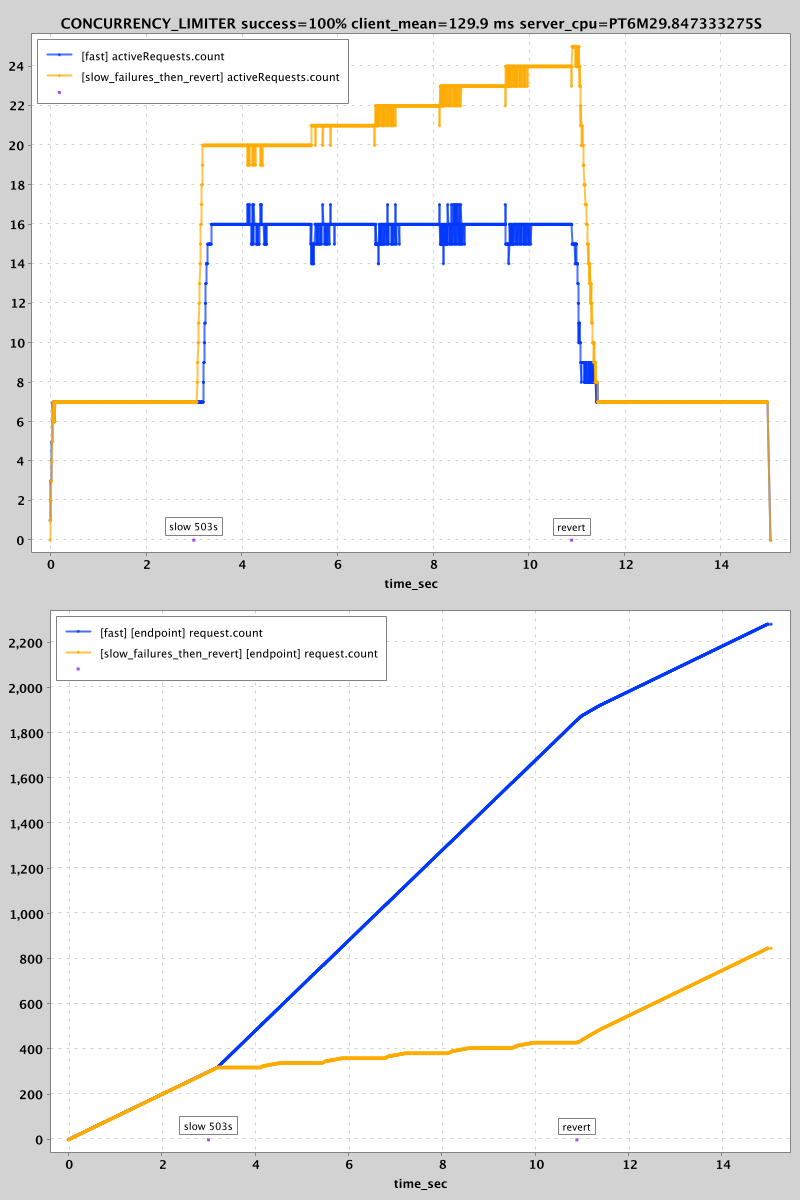 CONCURRENCY_LIMITER success=100% client_mean=129.9 ms server_cpu=PT6M29.847333275S
[fast] activeRequests.count
[slow_failures_then_revert] activeRequests.count
24
22
20
18
16
14
12
10
8
6
4
2
0
slow 503s
revert
0 2 4 6 8 10 12 14
time_sec
[fast] [endpoint] request.count
[slow_failures_then_revert] [endpoint] request.count
2,200
2,000
1,800
1,600
1,400
1,200
1,000
800
600
400
200
0
slow 503s
revert
0 2 4 6 8 10 12 14
time_sec